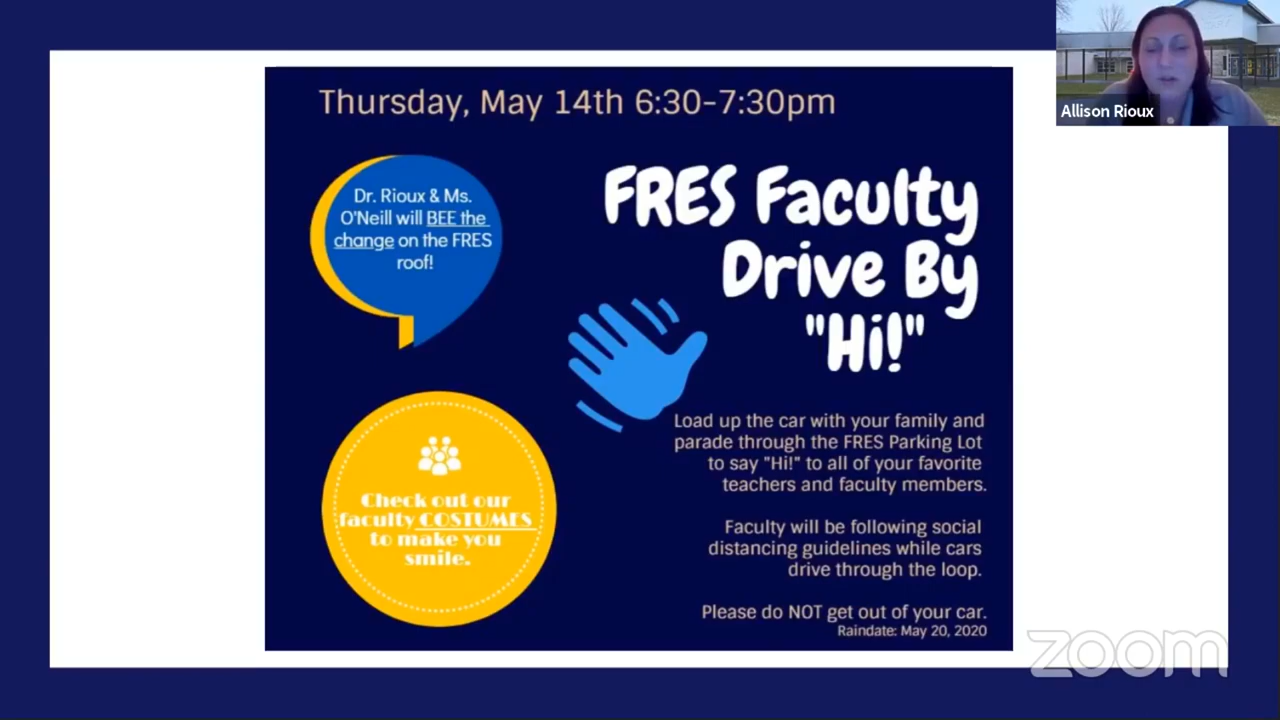 Thursday, May 14th 6:30-7:30pm
Dr. Rioux & Ms.
O'Neill will BEE the
change on the FRES
roof!
FRES Faculty
Drive By
"Hi!"
Check out our
faculty COSTUMES
to make you
smile.
Load up the car with your family and
parade through the FRES Parking Lot
to say "Hi!" to all of your favorite
teachers and faculty members.
Faculty will be following social
distancing guidelines while cars
drive through the loop.
Please do NOT get out of your car.
Raindate: May 20, 2020
Allison Rioux
zoom